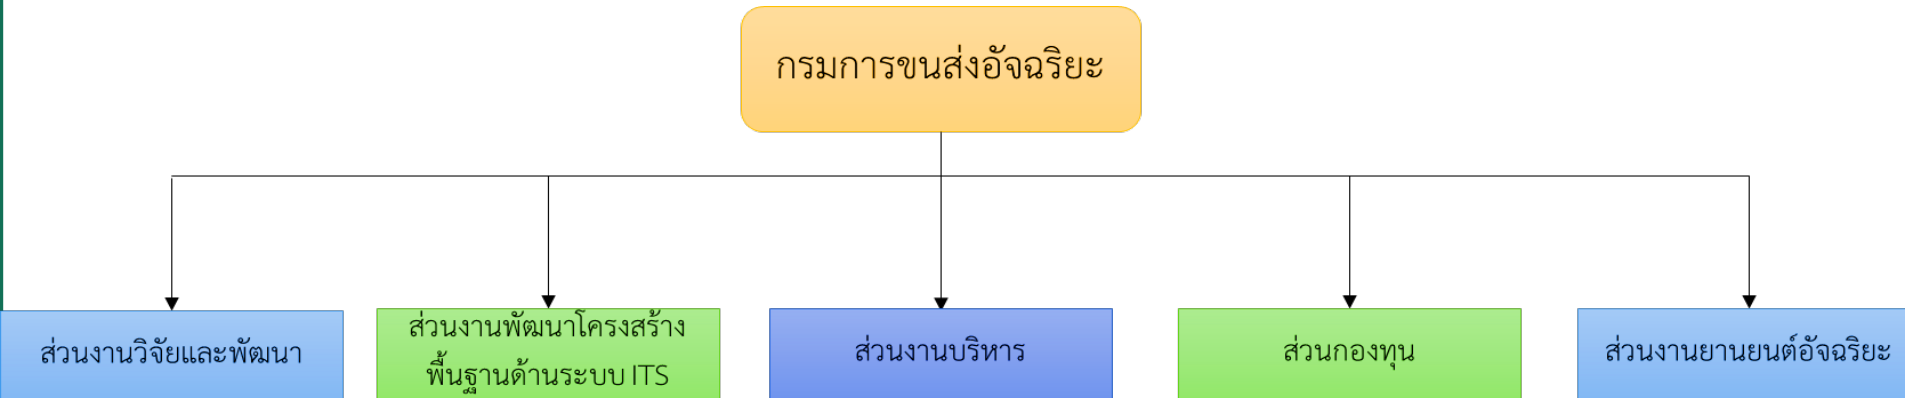 กรมการขนส่งอัจฉริยะ
ส่วนงานวิจัยและพัฒนา
ส่วนงานพัฒนาโครงสร้าง
พื้นฐานด้านระบบ ITS
ส่วนงานบริหาร
ส่วนกองทุน
ส่วนงานยานยนต์อัจฉริยะ